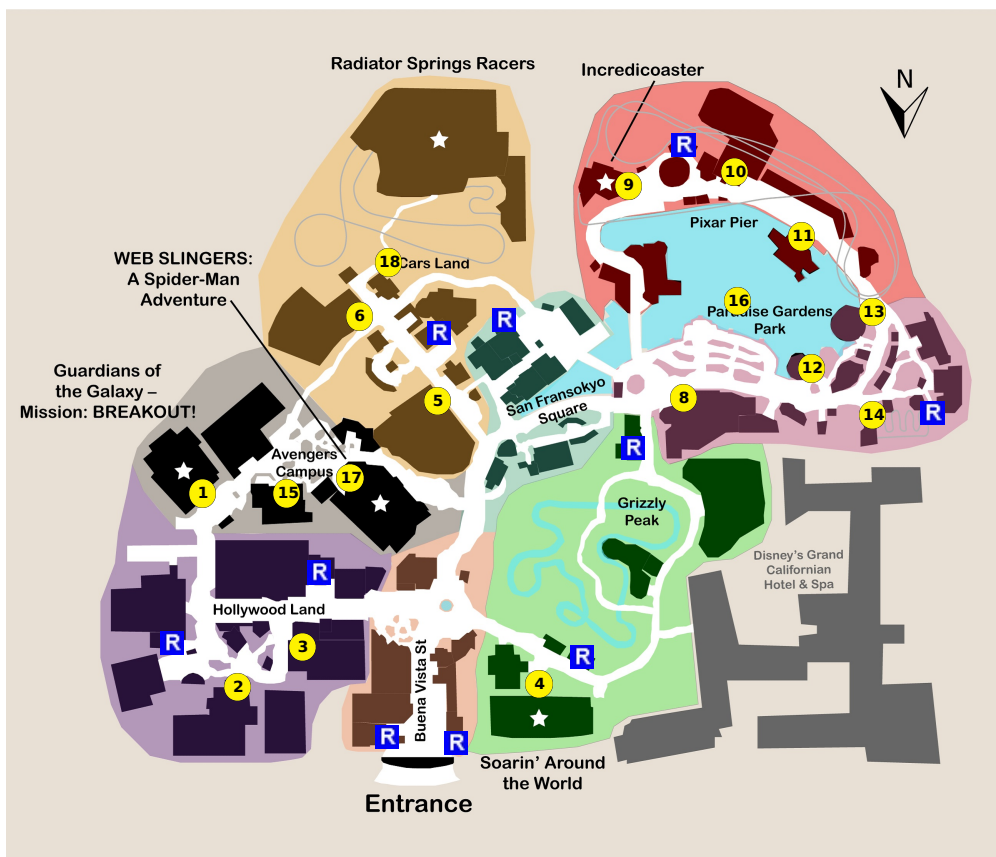 Radiator Springs Racers
Incredicoaster
N
R
9
10
Pixar Pier
11
WEB SLINGERS:
A Spider-Man
Adventure
18
Cars Land
16
Paradise Gardens
Park
13
6
R
R
Guardians of
the Galaxy –
Mission: BREAKOUT!
5
San Fransokyo
Square
8
12
14
R
R
Avengers
Campus
17
1
15
Grizzly
Peak
Disney's Grand
Californian
Hotel & Spa
R
Hollywood Land
R
3
2
Buena Vista St
R
4
R
R
Soarin' Around
the World
Entrance